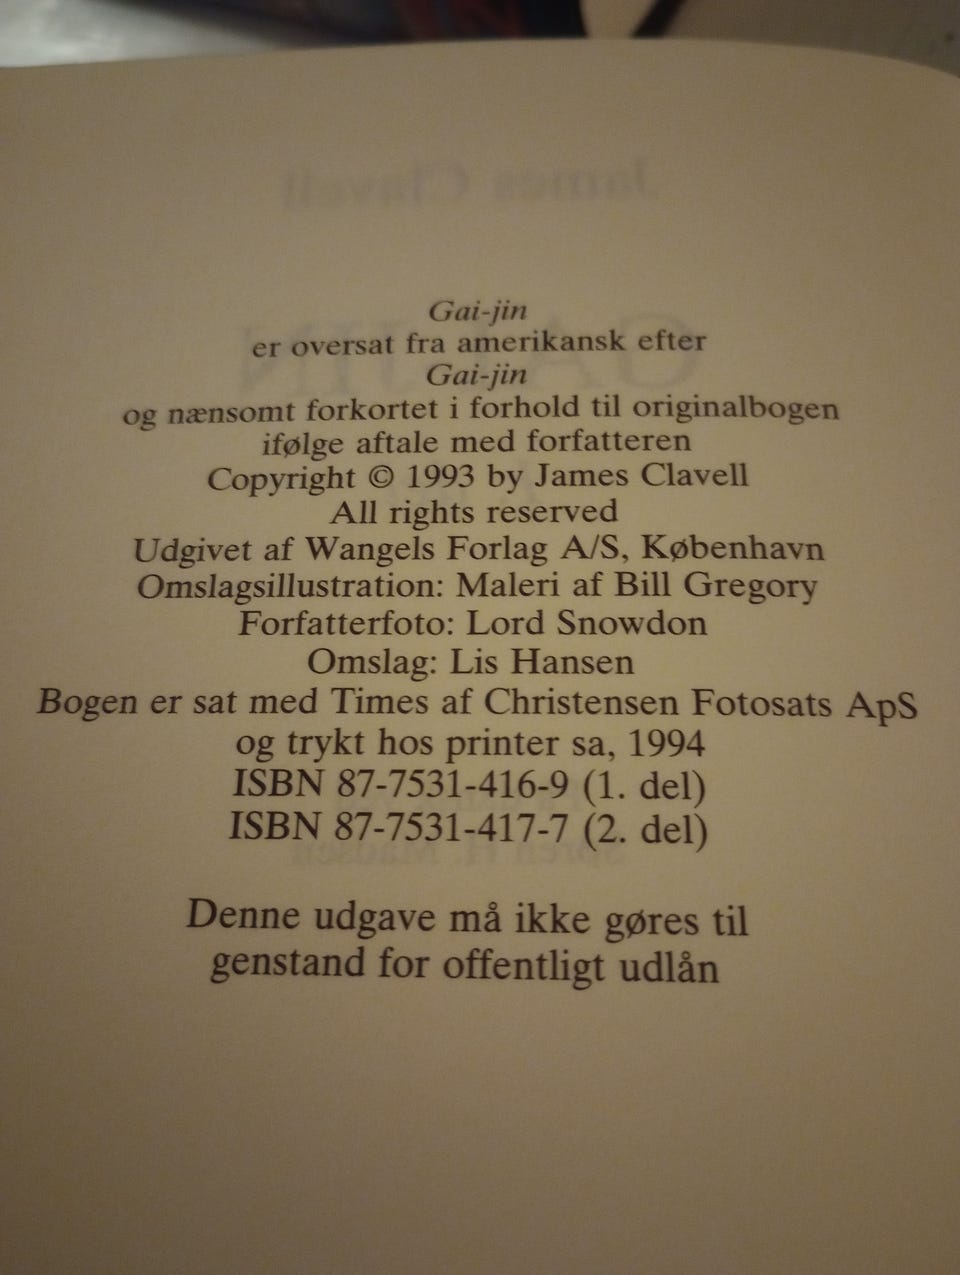 Gai-jin
er oversat fra amerikansk efter
Gai-jin
og nænsomt forkortet i forhold til originalbogen
ifølge aftale med forfatteren
Copyright © 1993 by James Clavell
All rights reserved
Udgivet af Wangels Forlag A/S, København
Omslagsillustration: Maleri af Bill Gregory
Forfatterfoto: Lord Snowdon
Omslag: Lis Hansen
Bogen er sat med Times af Christensen Fotosats ApS
og trykt hos printer sa, 1994
ISBN 87-7531-416-9 (1. del)
ISBN 87-7531-417-7 (2. del)
Denne udgave må ikke gøres til
genstand for offentligt udlån